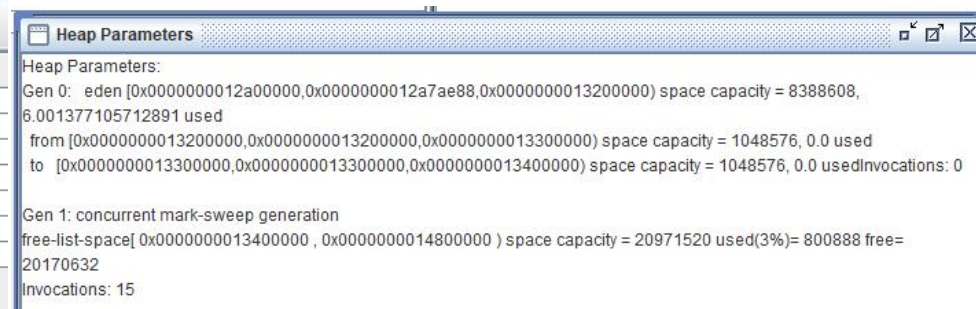 Heap Parameters
Heap Parameters:
Gen 0:   eden [0x0000000012a00000,0x0000000012a7ae88,0x0000000013200000) space capacity = 8388608,
6.001377105712891 used
  from [0x0000000013200000,0x0000000013200000,0x0000000013300000) space capacity = 1048576, 0.0 used
  to   [0x0000000013300000,0x0000000013300000,0x0000000013400000) space capacity = 1048576, 0.0 usedInvocations: 0
Gen 1: concurrent mark-sweep generation
free-list-space[ 0x0000000013400000 , 0x0000000014800000 ) space capacity = 20971520 used(3%)= 800888 free=
20170632
Invocations: 15